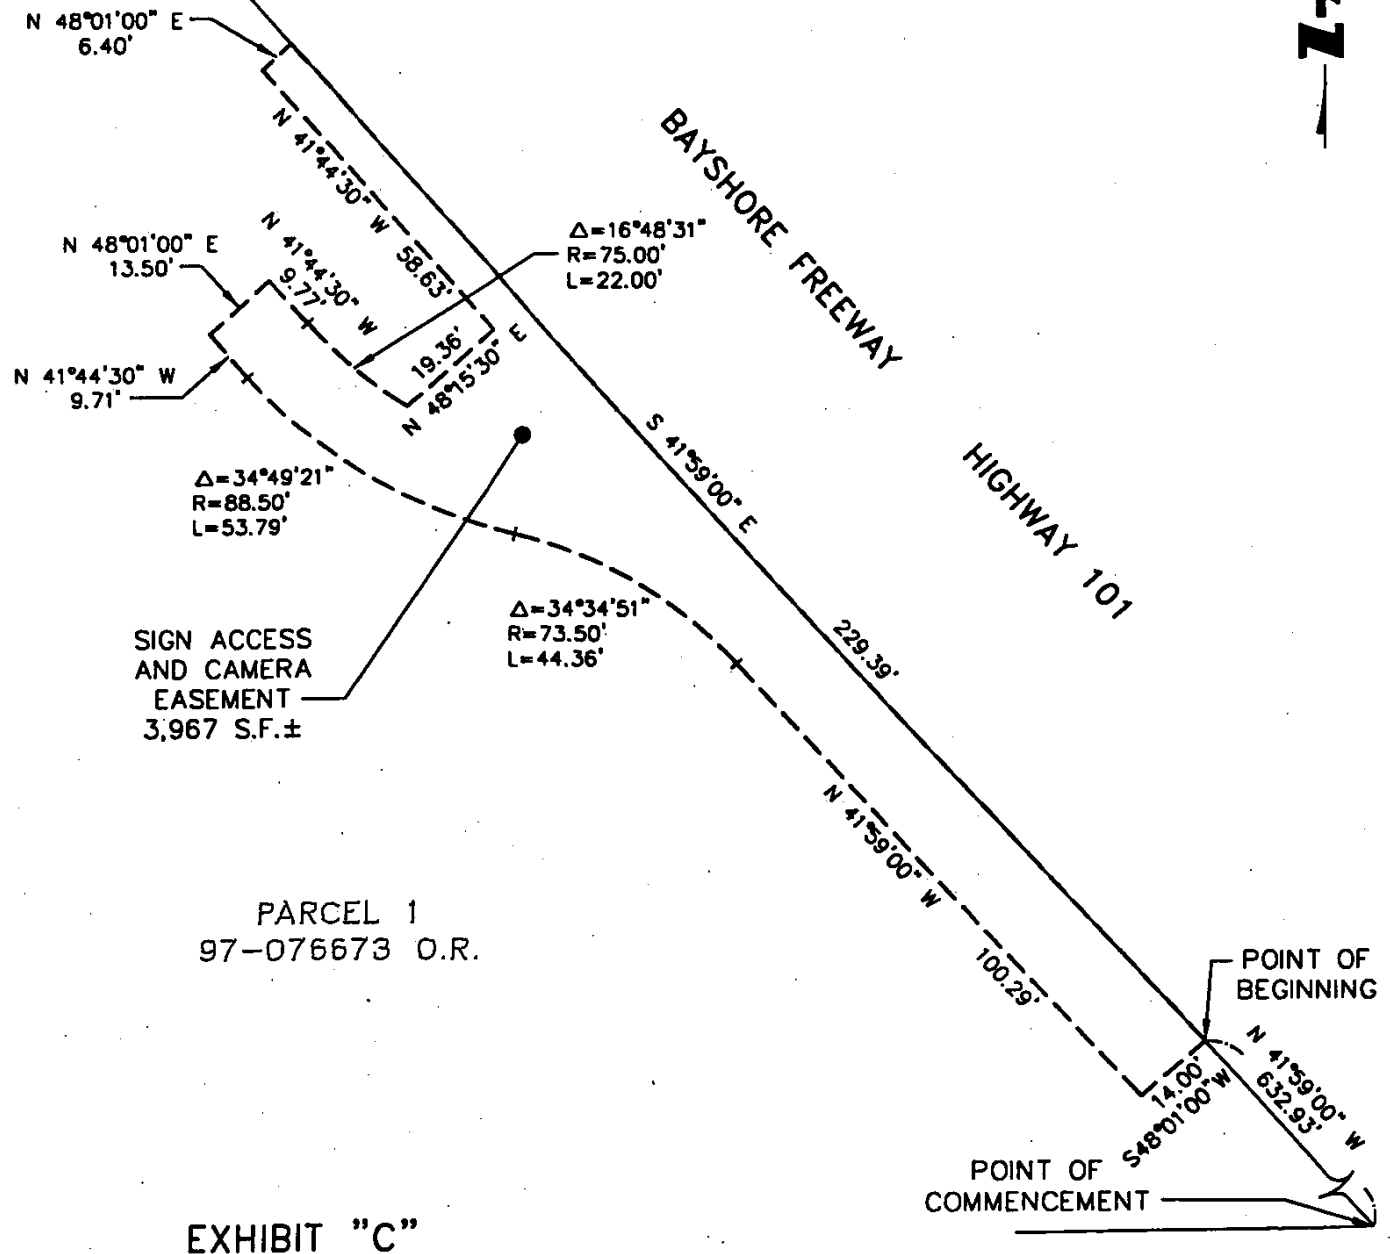 N 48°01'00" E
6.40'
Z
N 41°44'30" W 58.63'
BAYSHORE FREEWAY
N 48°01'00" E
13.50'
N 41°44'30" W
9.77'
Δ=16°48'31"
R=75.00'
L=22.00'
19.36'
N 48°15'30" E
N 41°44'30" W
9.71'
S 41°59'00" E
229.39'
HIGHWAY 101
Δ=34°49'21"
R=88.50'
L=53.79'
Δ=34°34'51"
R=73.50'
L=44.36'
SIGN ACCESS
AND CAMERA
EASEMENT
3,967 S.F.±
N 41°59'00" W
100.29'
PARCEL 1
97-076673 O.R.
POINT OF
BEGINNING
N 41°59'00" W
632.93'
14.00'
S48°01'00"W
POINT OF
COMMENCEMENT
EXHIBIT "C"